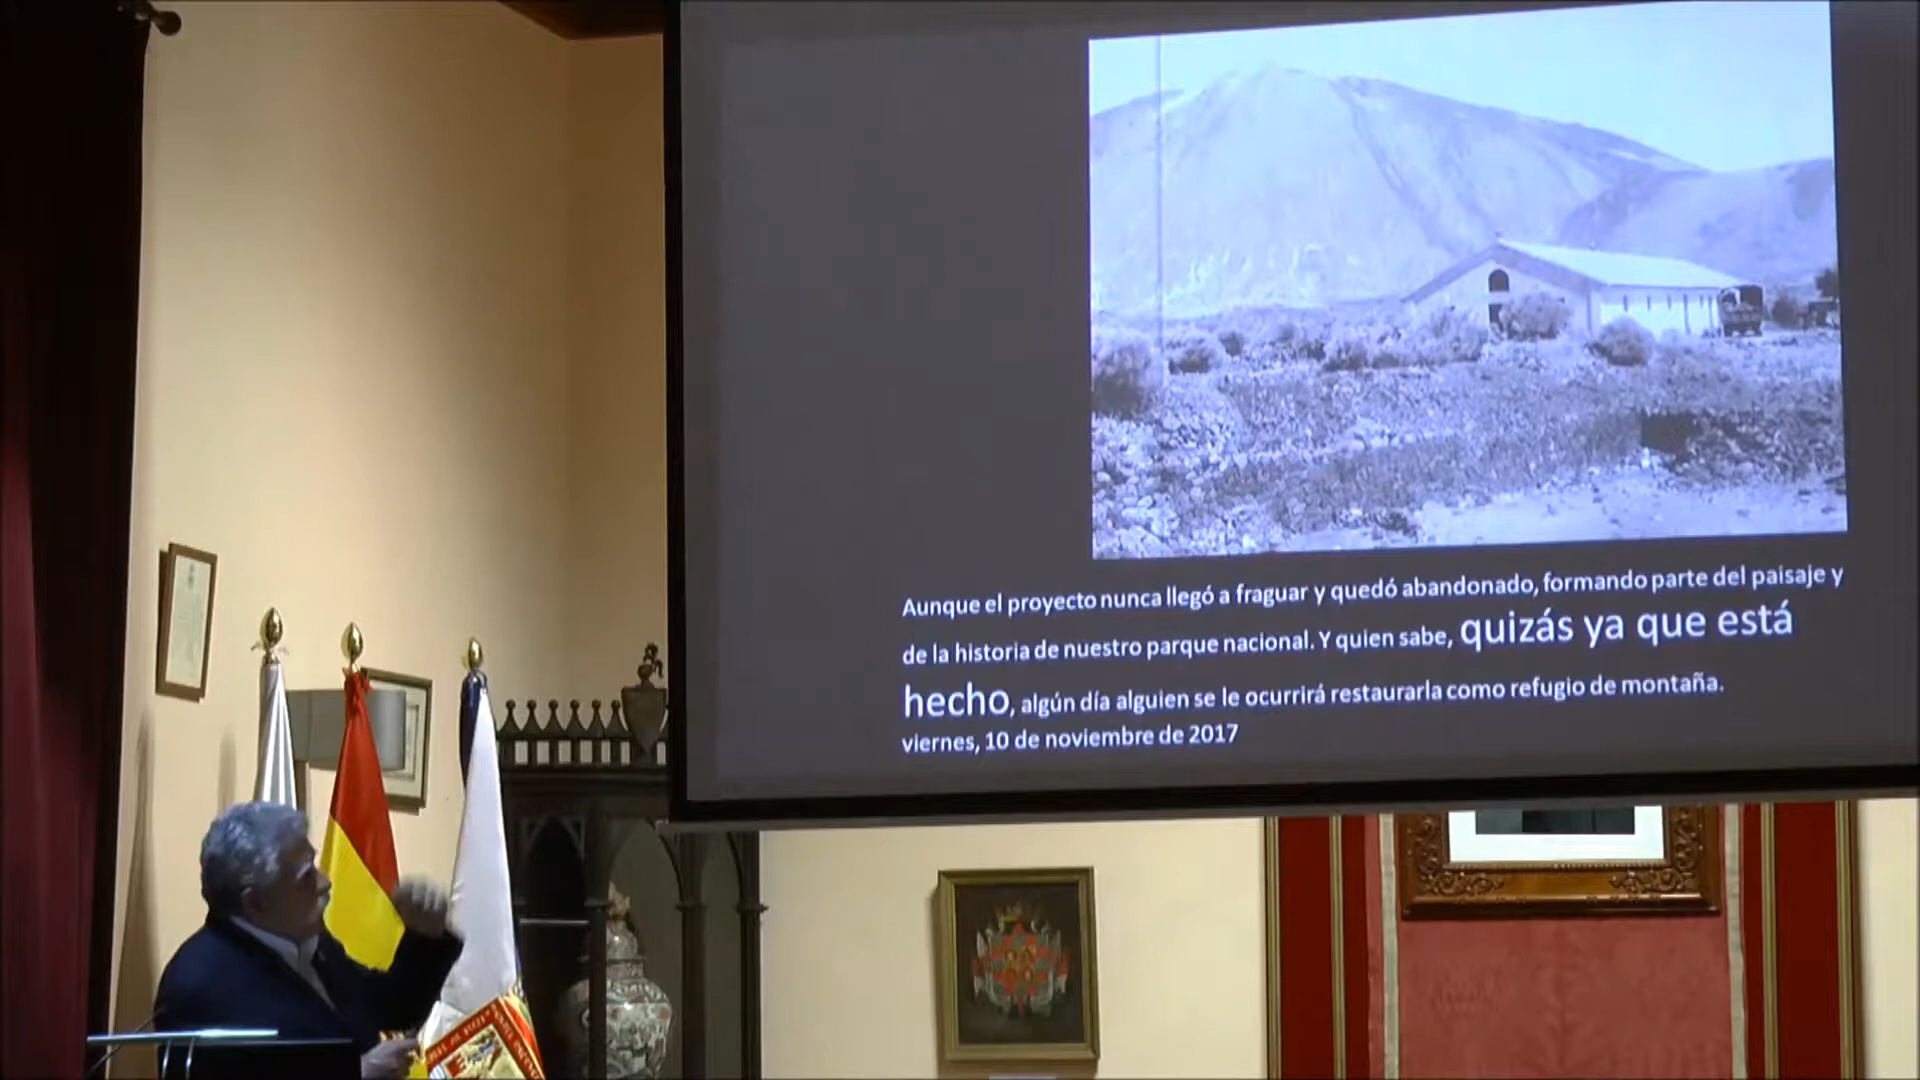 Aunque el proyecto nunca llegó a fraguar y quedó abandonado, formando parte del paisaje y
de la historia de nuestro parque nacional. Y quien sabe, quizás ya que está
hecho, algún día alguien se le ocurrirá restaurarla como refugio de montaña.
viernes, 10 de noviembre de 2017